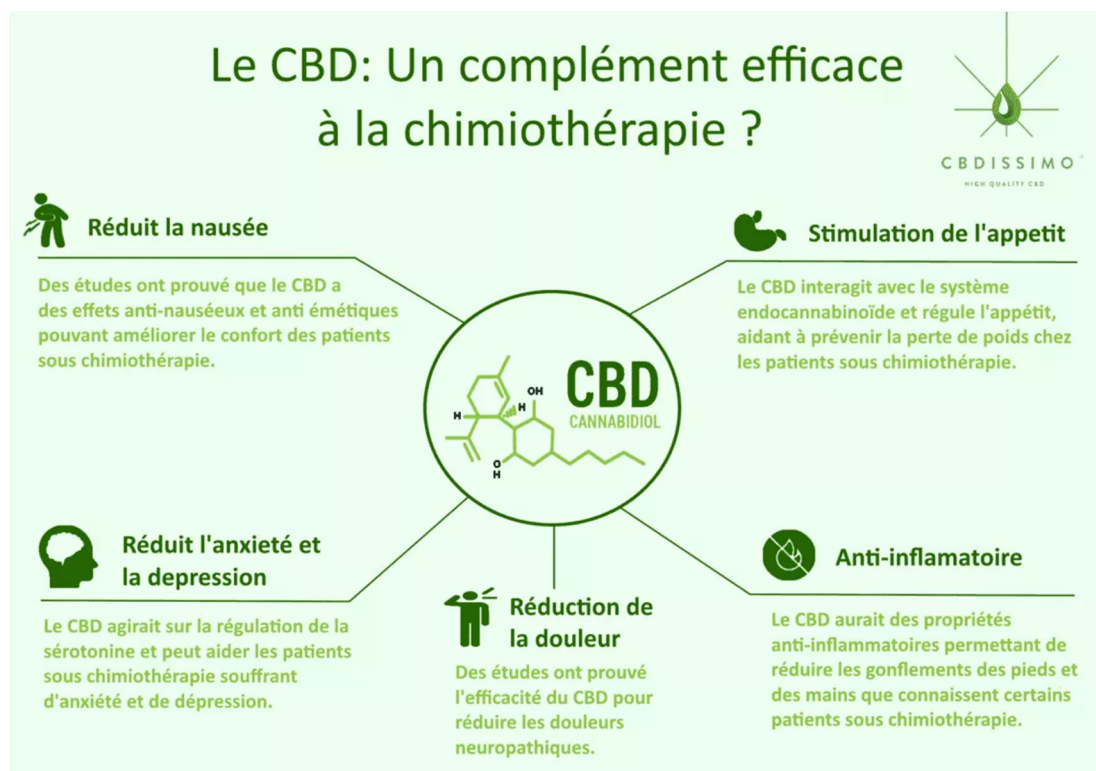 Le CBD: Un complément efficace
à la chimiothérapie ?
CBDISSIMO
HIGH QUALITY CBD
Réduit la nausée
Des études ont prouvé que le CBD a
des effets anti-nauséeux et anti émétiques
pouvant améliorer le confort des patients
sous chimiothérapie.
Stimulation de l'appetit
Le CBD interagit avec le système
endocannabinoïde et régule l'appétit,
aidant à prévenir la perte de poids chez
les patients sous chimiothérapie.
CBD
CANNABIDIOL
OH
H
H
O
H
Réduit l'anxieté et
la depression
Le CBD agirait sur la régulation de la
sérotonine et peut aider les patients
sous chimiothérapie souffrant
d'anxiété et de dépression.
Réduction de
la douleur
Des études ont prouvé
l'efficacité du CBD pour
réduire les douleurs
neuropathiques.
Anti-inflamatoire
Le CBD aurait des propriétés
anti-inflammatoires permettant de
réduire les gonflements des pieds et
des mains que connaissent certains
patients sous chimiothérapie.